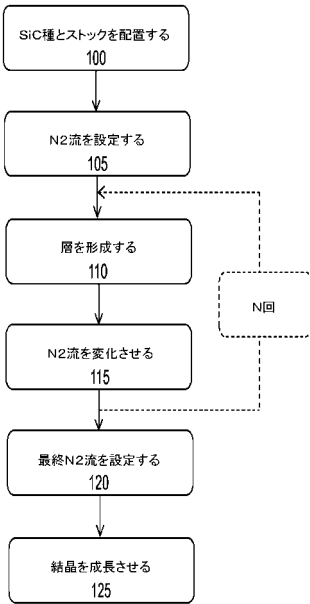 SiC種とストックを配置する
100
N2流を設定する
105
層を形成する
110
N回
N2流を変化させる
115
最終N2流を設定する
120
結晶を成長させる
125